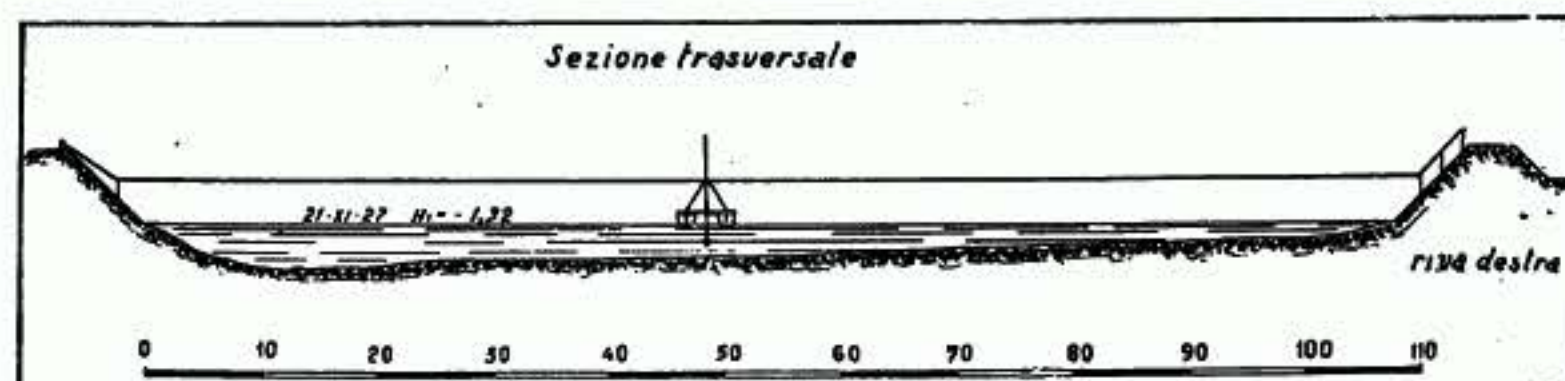 Sezione trasversale
21-XI-27 H₁ = - 1,32
riva destra
0 10 20 30 40 50 60 70 80 90 100 110